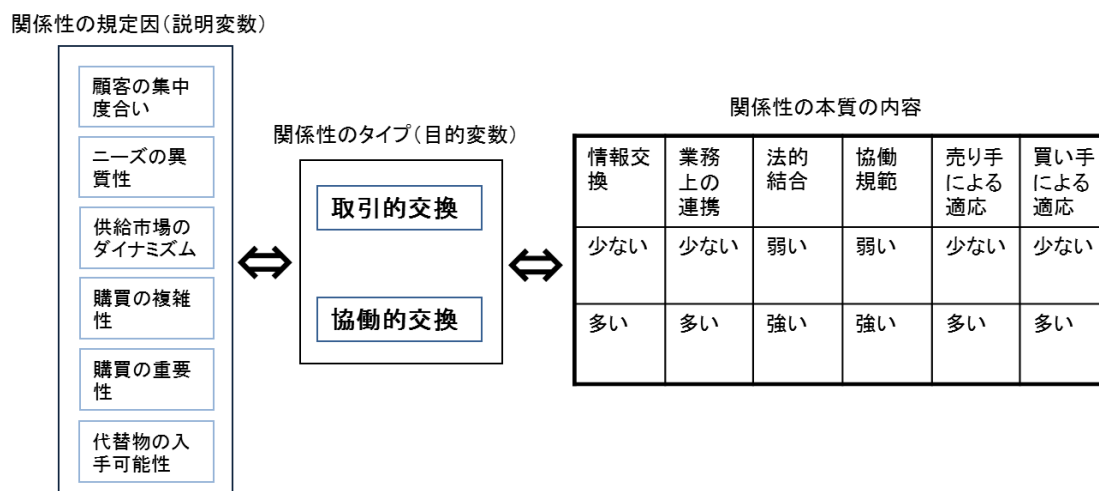 関係性の規定因（説明変数）
顧客の集中
度合い
ニーズの異
質性
供給市場の
ダイナミズム
購買の複雑
性
購買の重要
性
代替物の入
手可能性
関係性のタイプ（目的変数）
取引的交換
協働的交換
関係性の本質の内容
情報交
換
業務
上の
連携
法的
結合
協働
規範
売り手
による
適応
買い手
による
適応
少ない 少ない 弱い 弱い 少ない 少ない
多い 多い 強い 強い 多い 多い